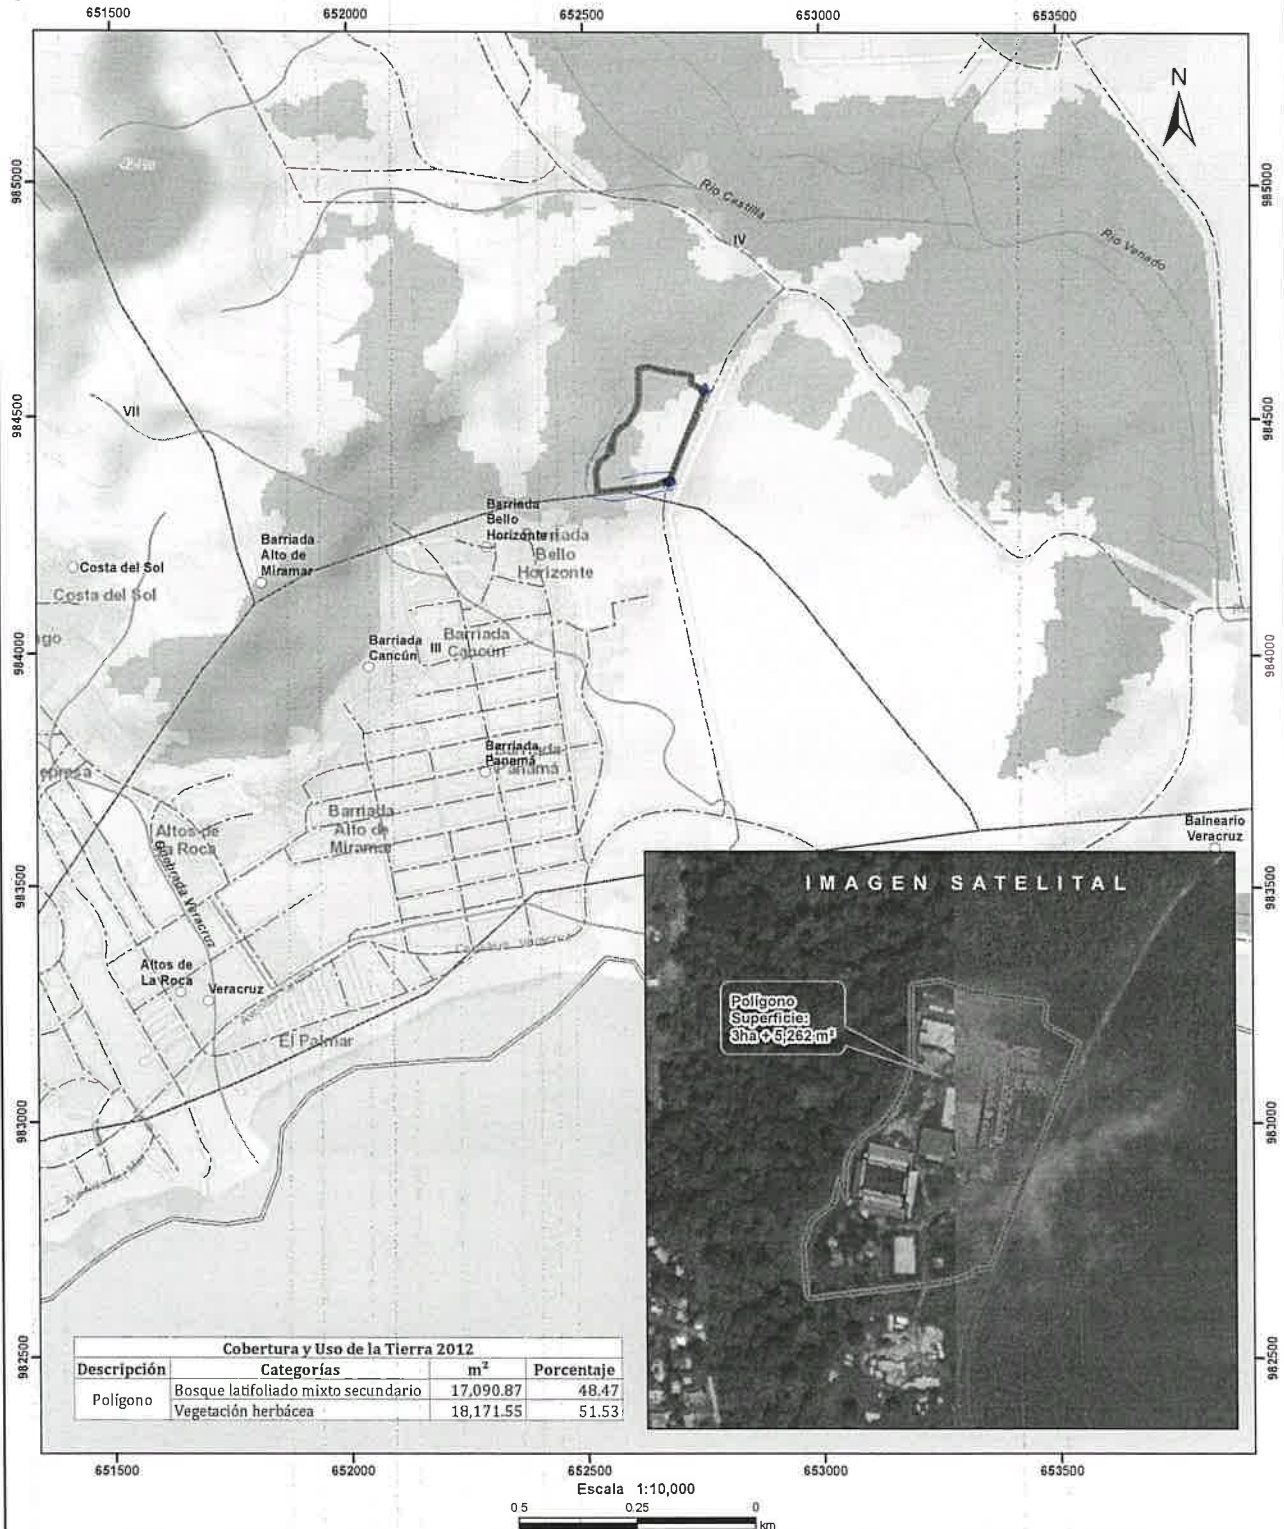 651500 652000 652500 653000 653500
N
985000 985000
Río Castilla
IV
Río Venado
984500 984500
VII
Barriada
Bello
Horizonte
Barriada
Bello
Horizonte
Barriada
Alto de
Miramar
Costa del Sol
Costa del Sol
984000 984000
Barriada
Cancún
III
Barriada
Cancún
Barriada
Panamá
Barriada
Panamá
Barriada
Alto de
Miramar
Altos de
la Roca
Quebrada Veracruz
Balneario
Veracruz
983500 983500
Altos de
La Roca
Veracruz
El Palmar
983000 983000
982500 982500
IMAGEN SATELITAL
Polígono
Superficie:
3ha + 5,262 m²
Cobertura y Uso de la Tierra 2012
Descripción Categorías m² Porcentaje
Polígono
Bosque latifoliado mixto secundario 17,090.87 48.47
Vegetación herbácea 18,171.55 51.53
651500 652000 652500 653000 653500
Escala 1:10,000
0.5 0.25 0
km